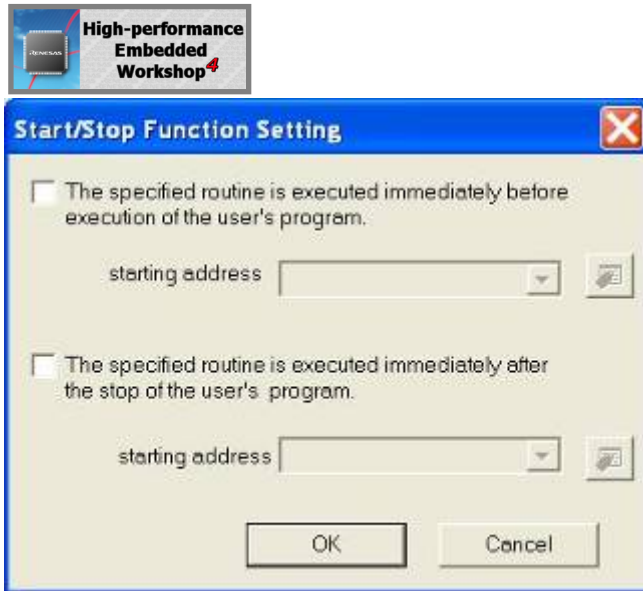 RENESAS
High-performance
Embedded
Workshop4
Start/Stop Function Setting
The specified routine is executed immediately before
execution of the user's program.
starting address
The specified routine is executed immediately after
the stop of the user's program.
starting address
OK
Cancel